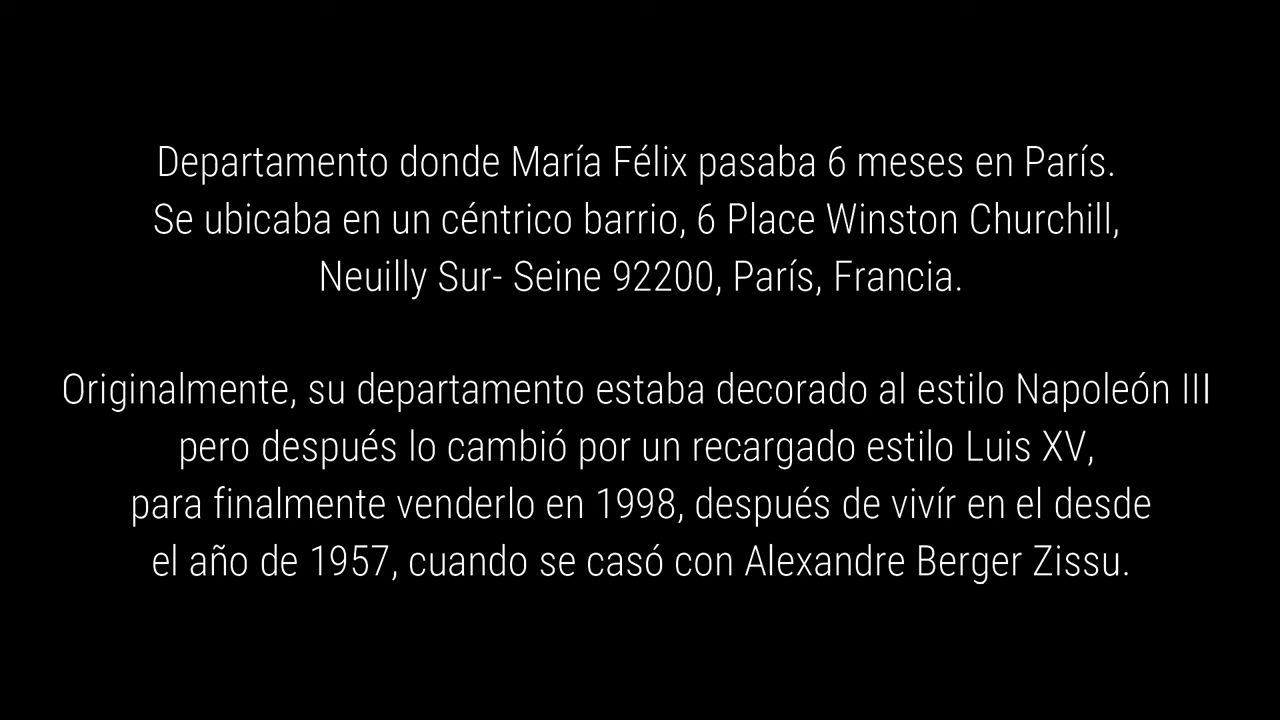 Departamento donde María Félix pasaba 6 meses en París.
Se ubicaba en un céntrico barrio, 6 Place Winston Churchill,
Neuilly Sur- Seine 92200, París, Francia.
Originalmente, su departamento estaba decorado al estilo Napoleón III
pero después lo cambió por un recargado estilo Luis XV,
para finalmente venderlo en 1998, después de vivír en el desde
el año de 1957, cuando se casó con Alexandre Berger Zissu.